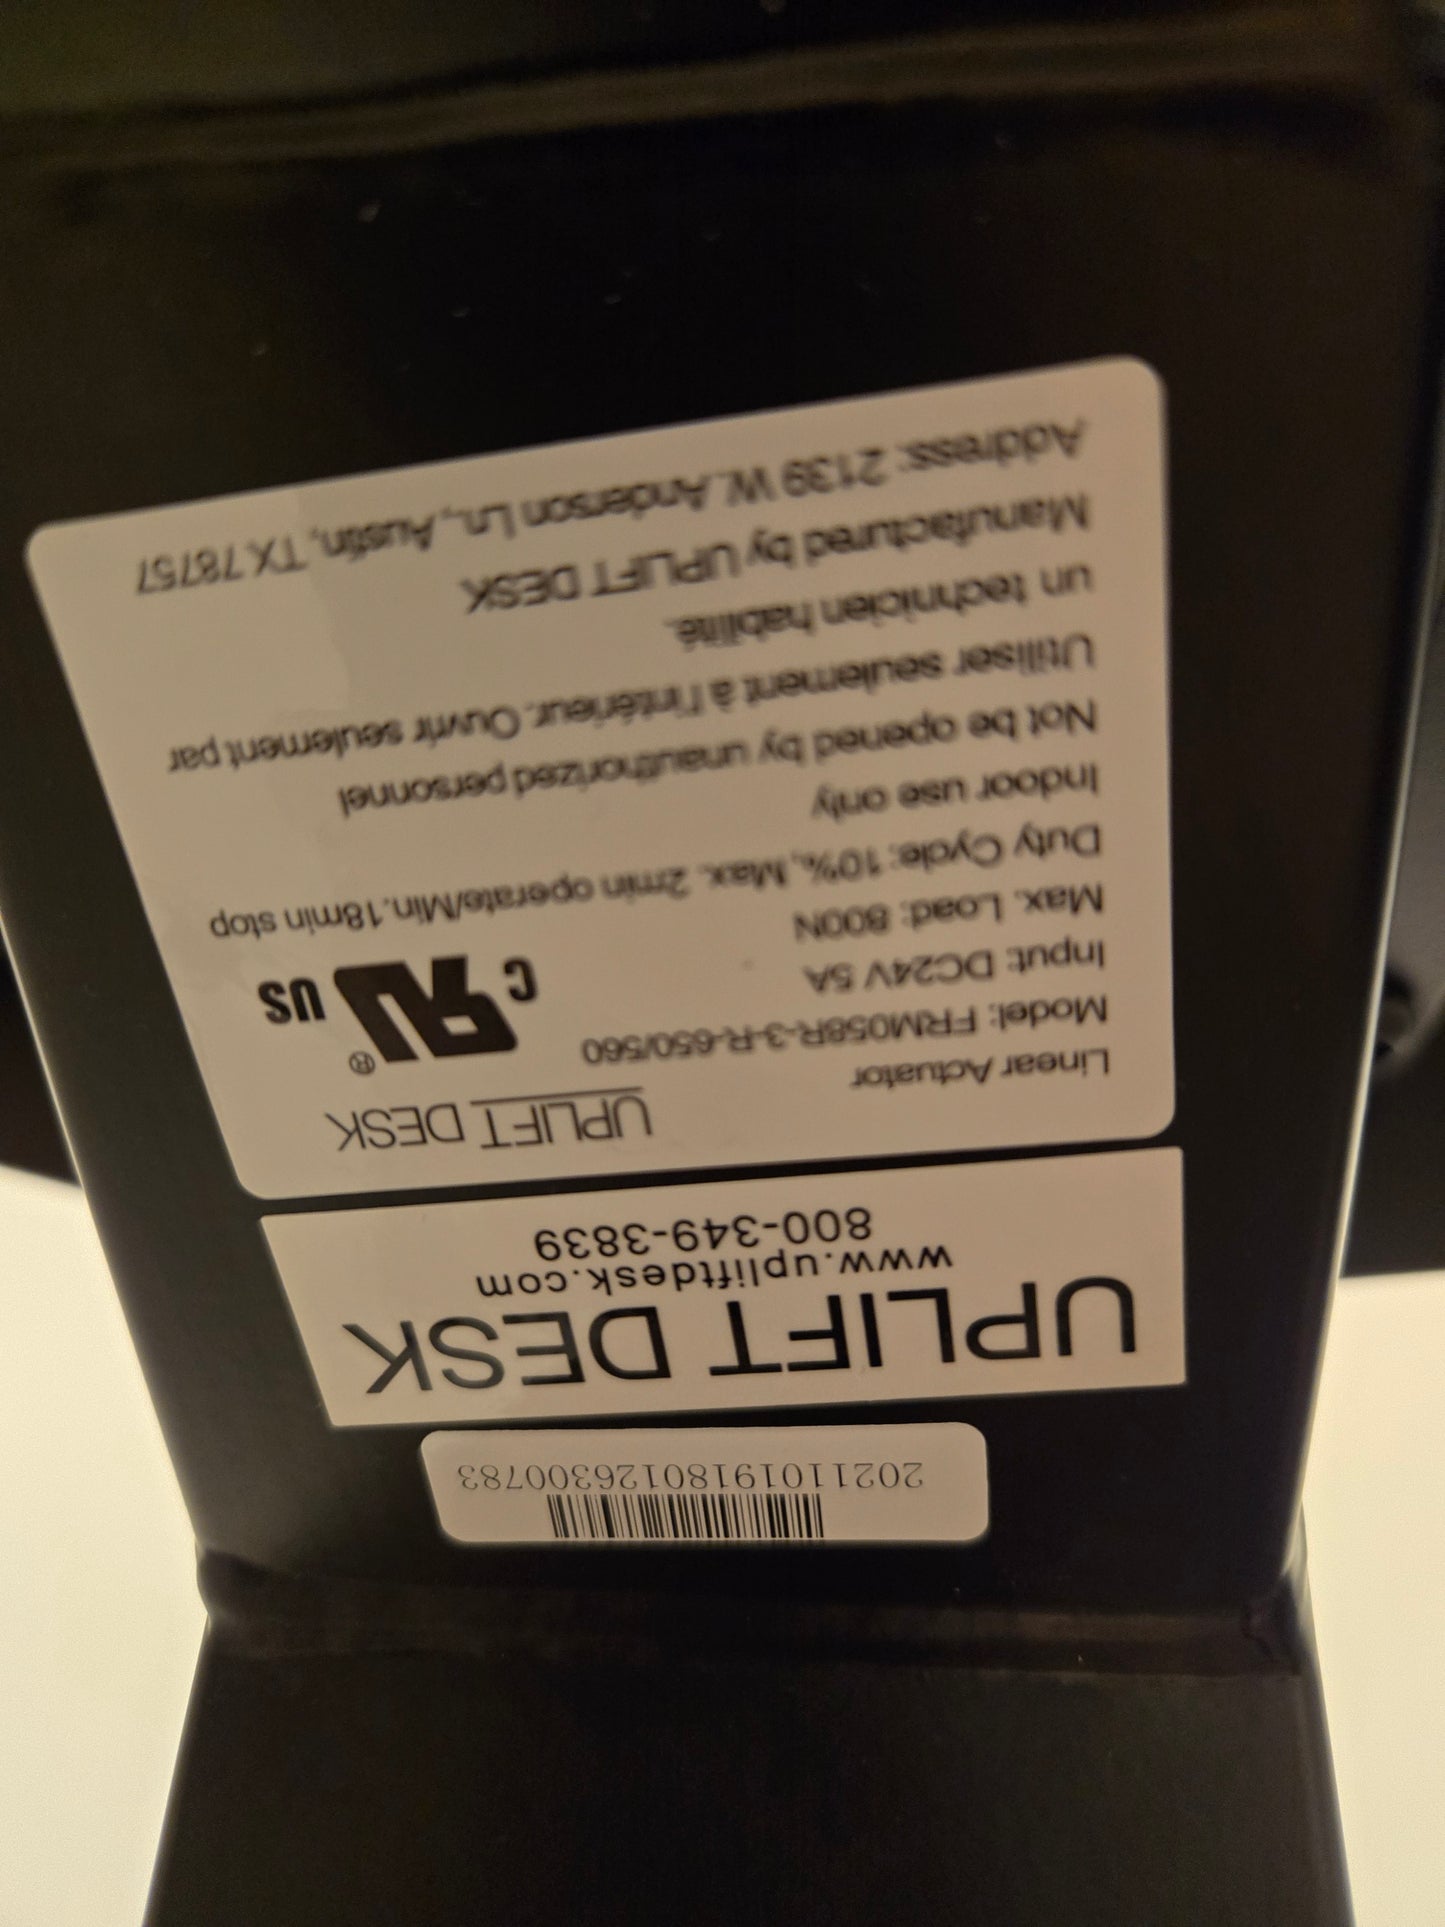 202110191801263007​83
UPLIFT DESK
www.upliftdesk.com
800-349-3839
UPLIFT DESK
Linear Actuator
Model: FRM058R-3-R-650/560
Input: DC24V 5A
Max. Load: 800N
Duty Cycle: 10%, Max. 2min operate/Min.18min stop
Indoor use only
Not be opened by unauthorized personnel
Utiliser seulement à l'intérieur. Ouvrir seulement par
un technicien habilité.
Manufactured by UPLIFT DESK
Address: 2139 W. Anderson Ln., Austin, TX 78757
c RU ® US